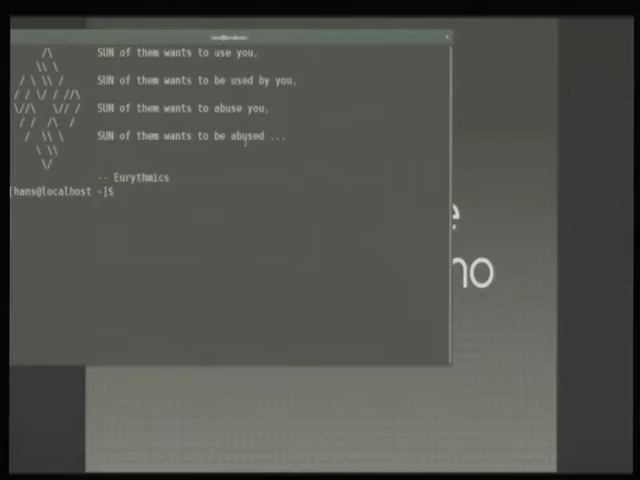 SUN of them wants to use you,
SUN of them wants to be used by you,
SUN of them wants to abuse you,
SUN of them wants to be abused ...
-- Eurythmics
[hans@localhost ~]$
e
no